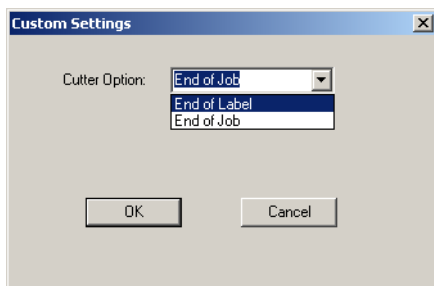 Custom Settings
Cutter Option: End of Job
End of Label
End of Job
OK Cancel